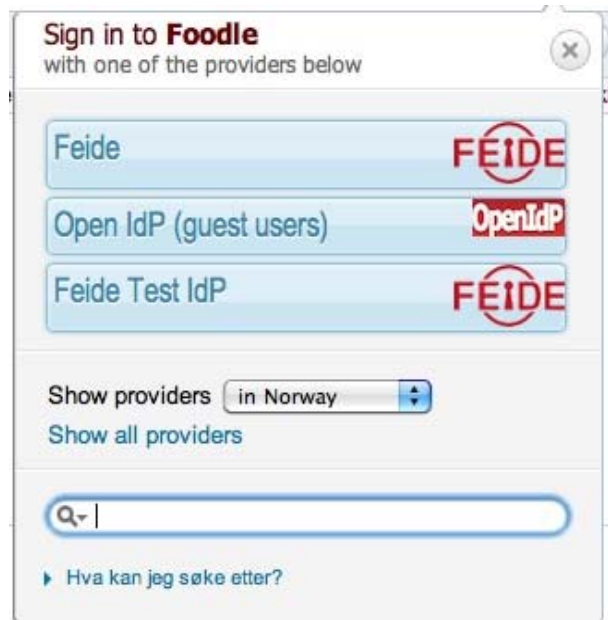 Sign in to Foodle
with one of the providers below
Feide FEIDE
Open IdP (guest users) OpenIdP
Feide Test IdP FEIDE
Show providers in Norway
Show all providers
Hva kan jeg søke etter?